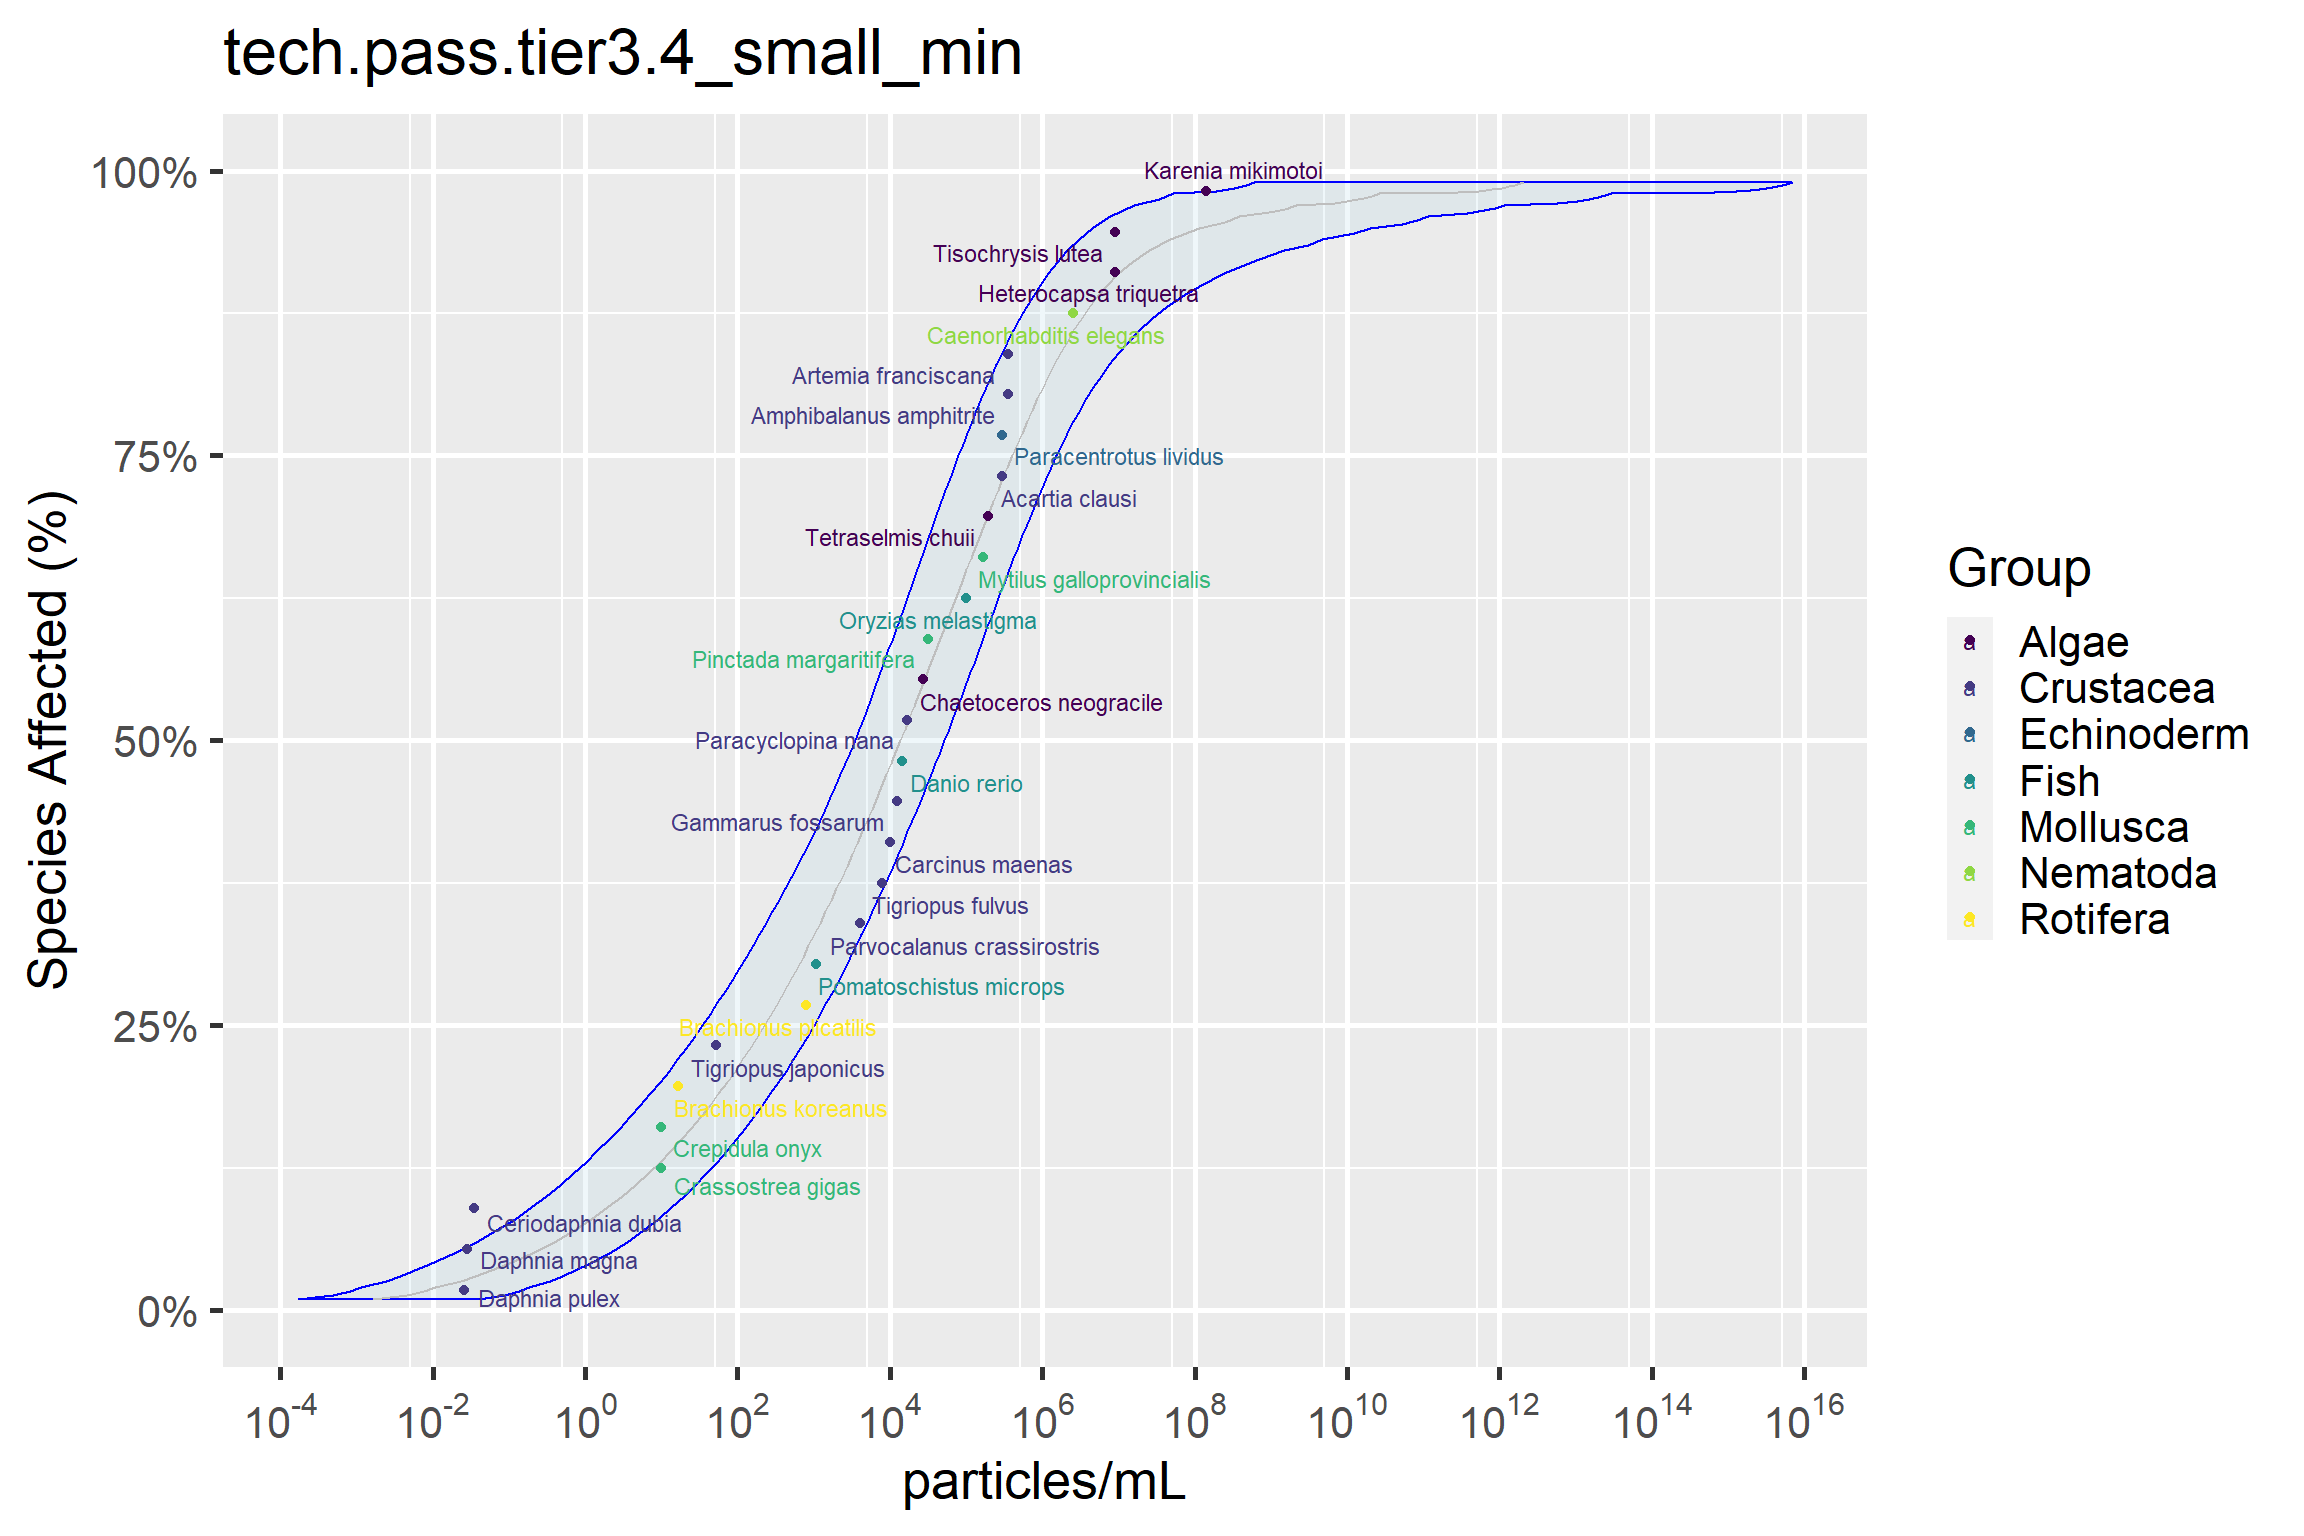 tech.pass.tier3.4_small_min
Species Affected (%)
100%
75%
50%
25%
0%
Karenia mikimotoi
Tisochrysis lutea
Heterocapsa triquetra
Caenorhabditis elegans
Artemia franciscana
Amphibalanus amphitrite
Paracentrotus lividus
Acartia clausi
Tetraselmis chuii
Mytilus galloprovincialis
Oryzias melastigma
Pinctada margaritifera
Chaetoceros neogracile
Paracyclopina nana
Danio rerio
Gammarus fossarum
Carcinus maenas
Tigriopus fulvus
Parvocalanus crassirostris
Pomatoschistus microps
Brachionus plicatilis
Tigriopus japonicus
Brachionus koreanus
Crepidula onyx
Crassostrea gigas
Ceriodaphnia dubia
Daphnia magna
Daphnia pulex
10⁻⁴ 10⁻² 10⁰ 10² 10⁴ 10⁶ 10⁸ 10¹⁰ 10¹² 10¹⁴ 10¹⁶
particles/mL
Group
a Algae
a Crustacea
a Echinoderm
a Fish
a Mollusca
a Nematoda
a Rotifera